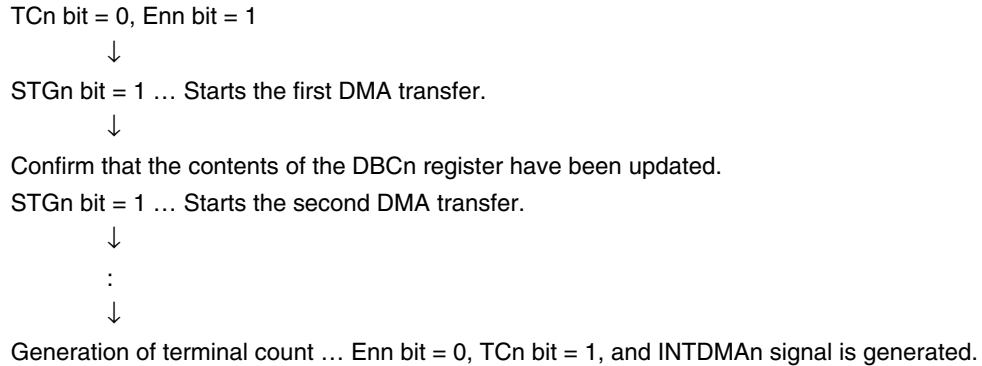 TCn bit = 0, Enn bit = 1
↓
STGn bit = 1 … Starts the first DMA transfer.
↓
Confirm that the contents of the DBCn register have been updated.
STGn bit = 1 … Starts the second DMA transfer.
↓
:
↓
Generation of terminal count … Enn bit = 0, TCn bit = 1, and INTDMAn signal is generated.